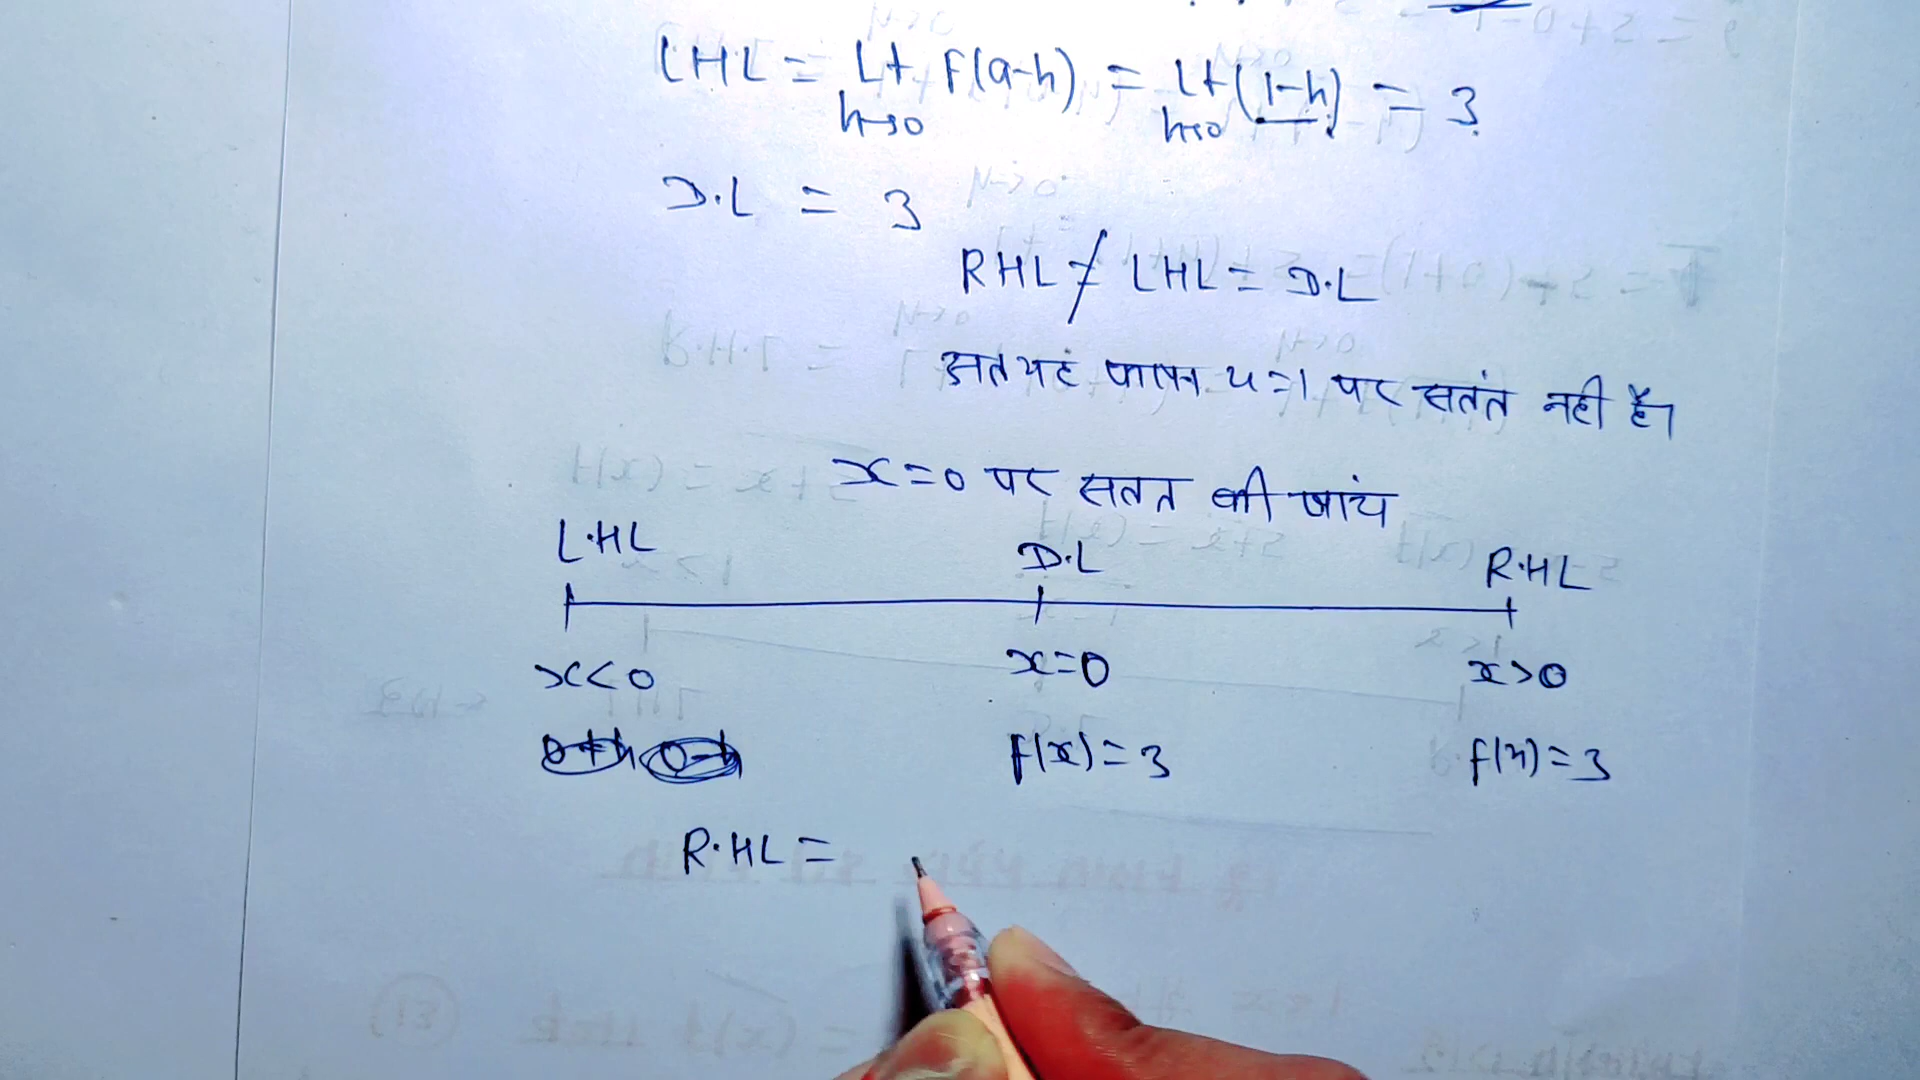 LHL = Lt f(a-h) = Lt (1-h) = 3
h→0 h→0
D.L = 3
RHL ≠ LHL = D.L
अत यह फलन x=1 पर सतत नही है।
x=0 पर सतत की जांच
L.HL D.L R.HL
x<0 x=0 x>0
f(x)=3 f(x)=3
R.HL =